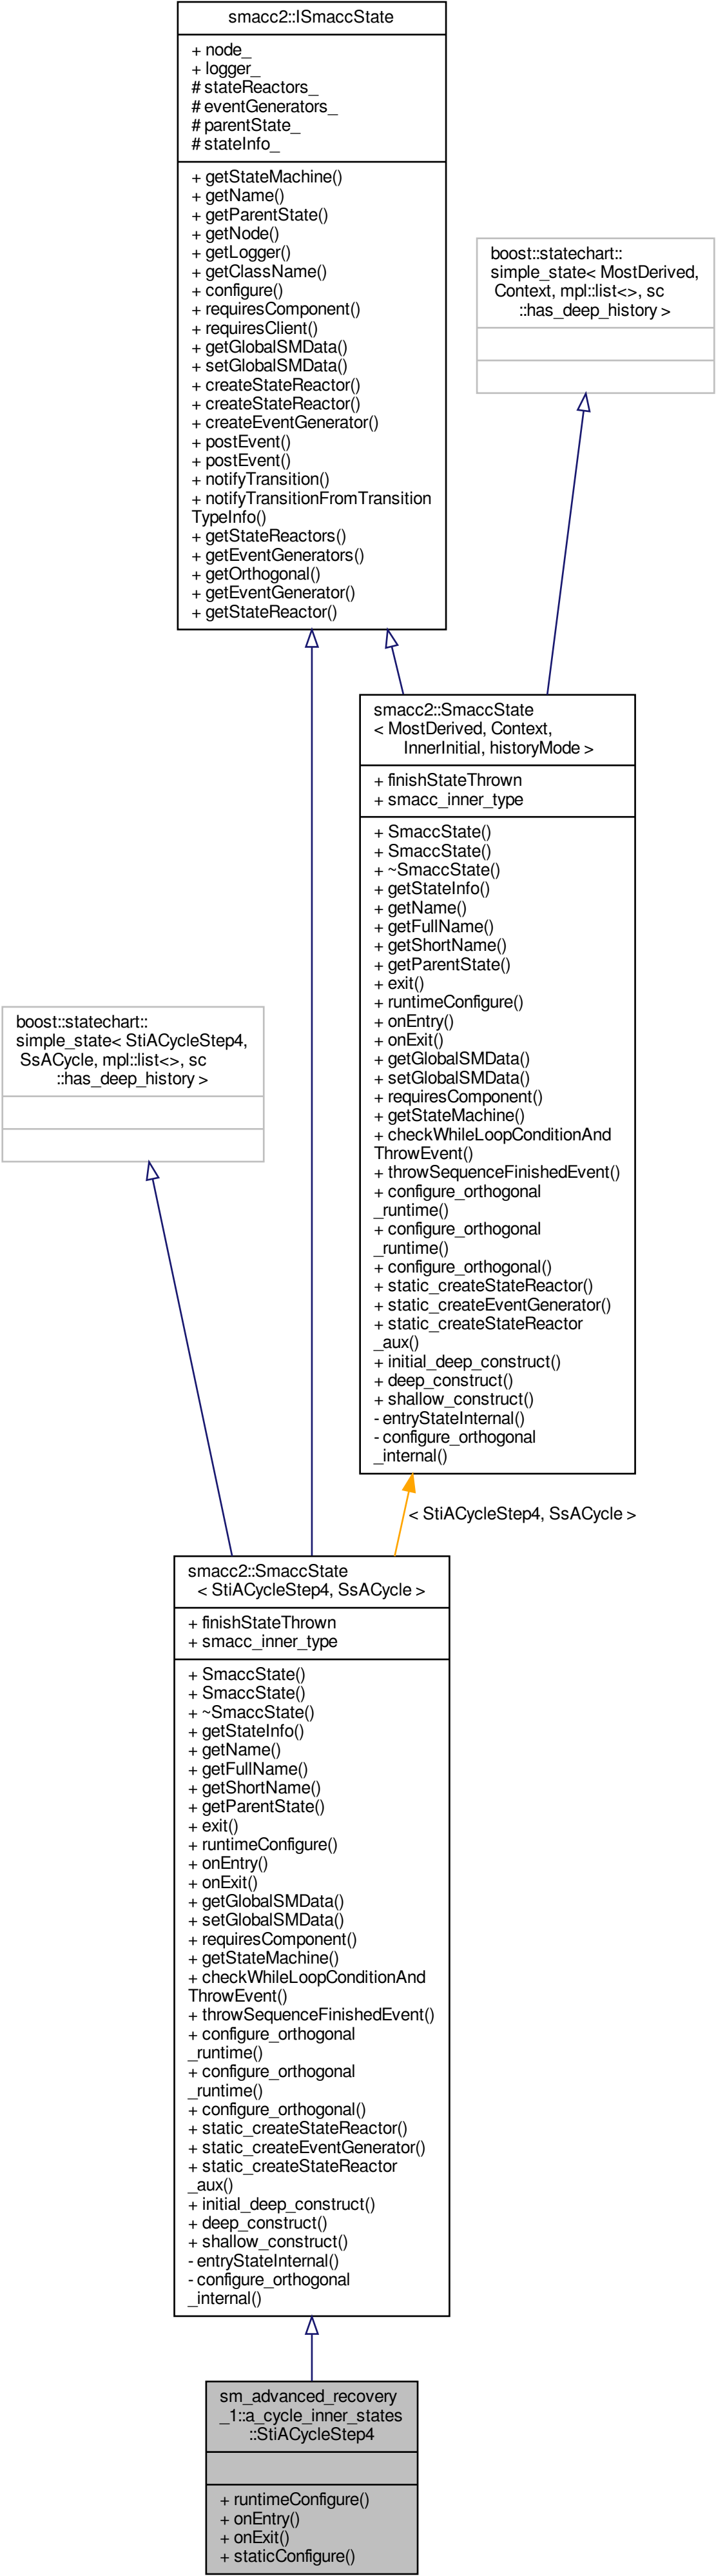 smacc2::ISmaccState
+ node_
+ logger_
# stateReactors_
# eventGenerators_
# parentState_
# stateInfo_
+ getStateMachine()
+ getName()
+ getParentState()
+ getNode()
+ getLogger()
+ getClassName()
+ configure()
+ requiresComponent()
+ requiresClient()
+ getGlobalSMData()
+ setGlobalSMData()
+ createStateReactor()
+ createStateReactor()
+ createEventGenerator()
+ postEvent()
+ postEvent()
+ notifyTransition()
+ notifyTransitionFromTransition
TypeInfo()
+ getStateReactors()
+ getEventGenerators()
+ getOrthogonal()
+ getEventGenerator()
+ getStateReactor()
boost::statechart::
simple_state< MostDerived,
Context, mpl::list<>, sc
::has_deep_history >
smacc2::SmaccState
< MostDerived, Context,
InnerInitial, historyMode >
+ finishStateThrown
+ smacc_inner_type
+ SmaccState()
+ SmaccState()
+ ~SmaccState()
+ getStateInfo()
+ getName()
+ getFullName()
+ getShortName()
+ getParentState()
+ exit()
+ runtimeConfigure()
+ onEntry()
+ onExit()
+ getGlobalSMData()
+ setGlobalSMData()
+ requiresComponent()
+ getStateMachine()
+ checkWhileLoopConditionAnd
ThrowEvent()
+ throwSequenceFinishedEvent()
+ configure_orthogonal
_runtime()
+ configure_orthogonal
_runtime()
+ configure_orthogonal()
+ static_createStateReactor()
+ static_createEventGenerator()
+ static_createStateReactor
_aux()
+ initial_deep_construct()
+ deep_construct()
+ shallow_construct()
- entryStateInternal()
- configure_orthogonal
_internal()
boost::statechart::
simple_state< StiACycleStep4,
SsACycle, mpl::list<>, sc
::has_deep_history >
< StiACycleStep4, SsACycle >
smacc2::SmaccState
< StiACycleStep4, SsACycle >
+ finishStateThrown
+ smacc_inner_type
+ SmaccState()
+ SmaccState()
+ ~SmaccState()
+ getStateInfo()
+ getName()
+ getFullName()
+ getShortName()
+ getParentState()
+ exit()
+ runtimeConfigure()
+ onEntry()
+ onExit()
+ getGlobalSMData()
+ setGlobalSMData()
+ requiresComponent()
+ getStateMachine()
+ checkWhileLoopConditionAnd
ThrowEvent()
+ throwSequenceFinishedEvent()
+ configure_orthogonal
_runtime()
+ configure_orthogonal
_runtime()
+ configure_orthogonal()
+ static_createStateReactor()
+ static_createEventGenerator()
+ static_createStateReactor
_aux()
+ initial_deep_construct()
+ deep_construct()
+ shallow_construct()
- entryStateInternal()
- configure_orthogonal
_internal()
sm_advanced_recovery
_1::a_cycle_inner_states
::StiACycleStep4
+ runtimeConfigure()
+ onEntry()
+ onExit()
+ staticConfigure()